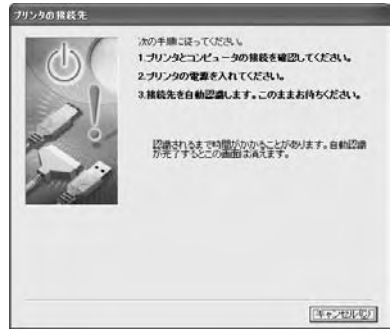 プリンタの接続先
次の手順に従ってください。
1.プリンタとコンピュータの接続を確認してください。
2.プリンタの電源を入れてください。
3.接続先を自動認識します。このままお待ちください。
認識されるまで時間がかかることがあります。自動認識
が完了するとこの画面は消えます。
キャンセル